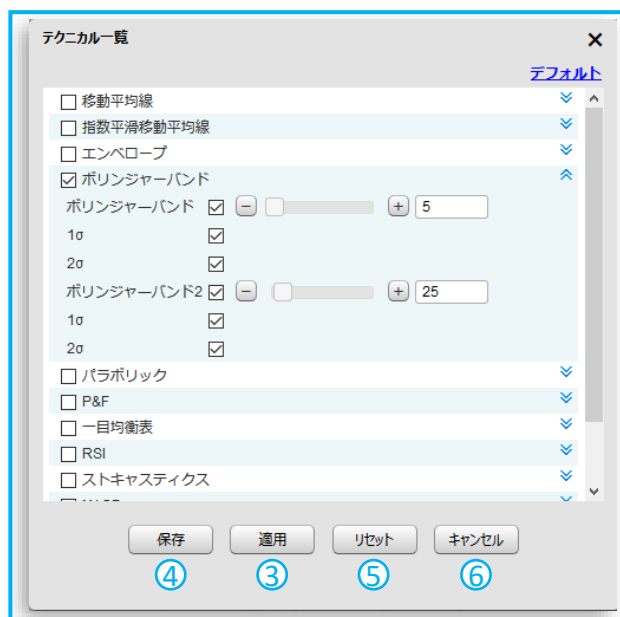 テクニカル一覧 ×
デフォルト
移動平均線
指数平滑移動平均線
エンベロープ
ボリンジャーバンド
ボリンジャーバンド − + 5
1σ
2σ
ボリンジャーバンド2 − + 25
1σ
2σ
パラボリック
P&F
一目均衡表
RSI
ストキャスティクス
保存 適用 リセット キャンセル
④ ③ ⑤ ⑥